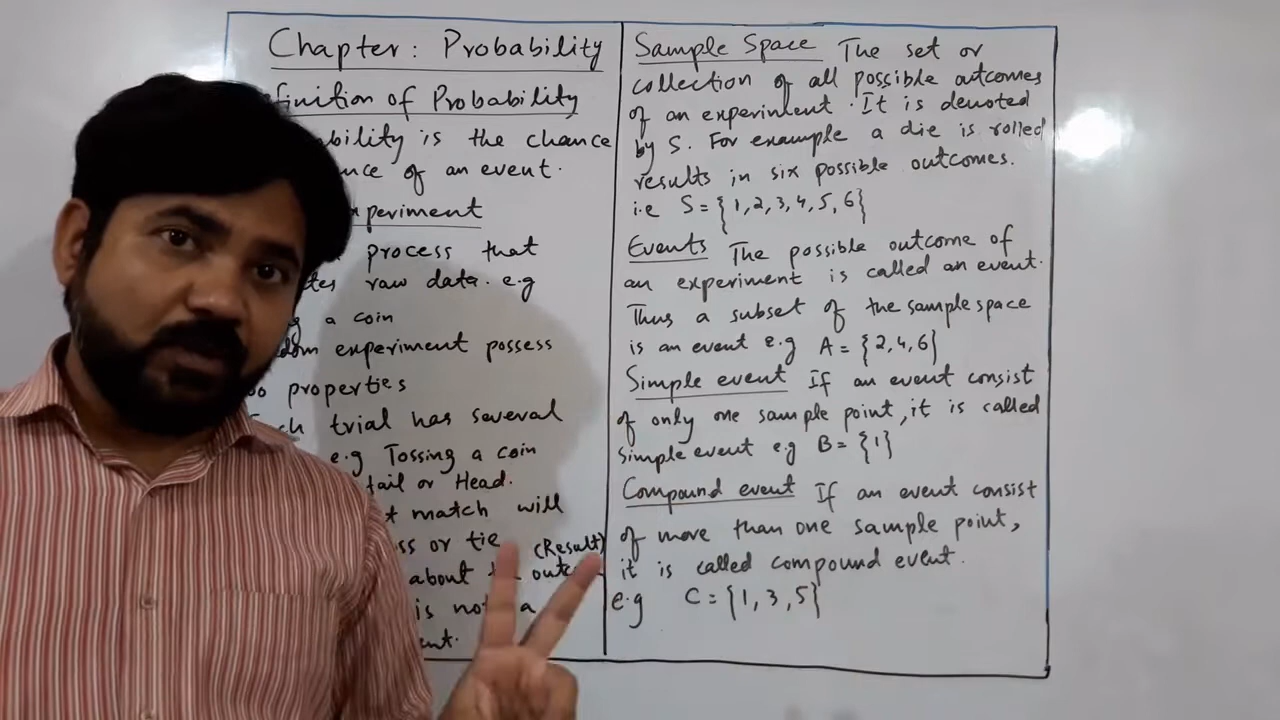 Chapter: Probability
finition of Probability
ability is the chance
nce of an event.
periment
process that
tes raw data. e.g
g a coin
dom experiment possess
properties
ch trial has several
e.g Tossing a coin
tail or Head.
t match will
ss or tie (Result)
about
is not a
ent.
Sample Space The set or
collection of all possible outcomes
of an experiment. It is denoted
by S. For example a die is rolled
results in six possible outcomes.
i.e S={1,2,3,4,5,6}
Events The possible outcome of
an experiment is called an event.
Thus a subset of the sample space
is an event e.g A={2,4,6}
Simple event If an event consist
of only one sample point, it is called
simple event e.g B={1}
Compound event If an event consist
of more than one sample point,
it is called compound event.
e.g C={1,3,5}